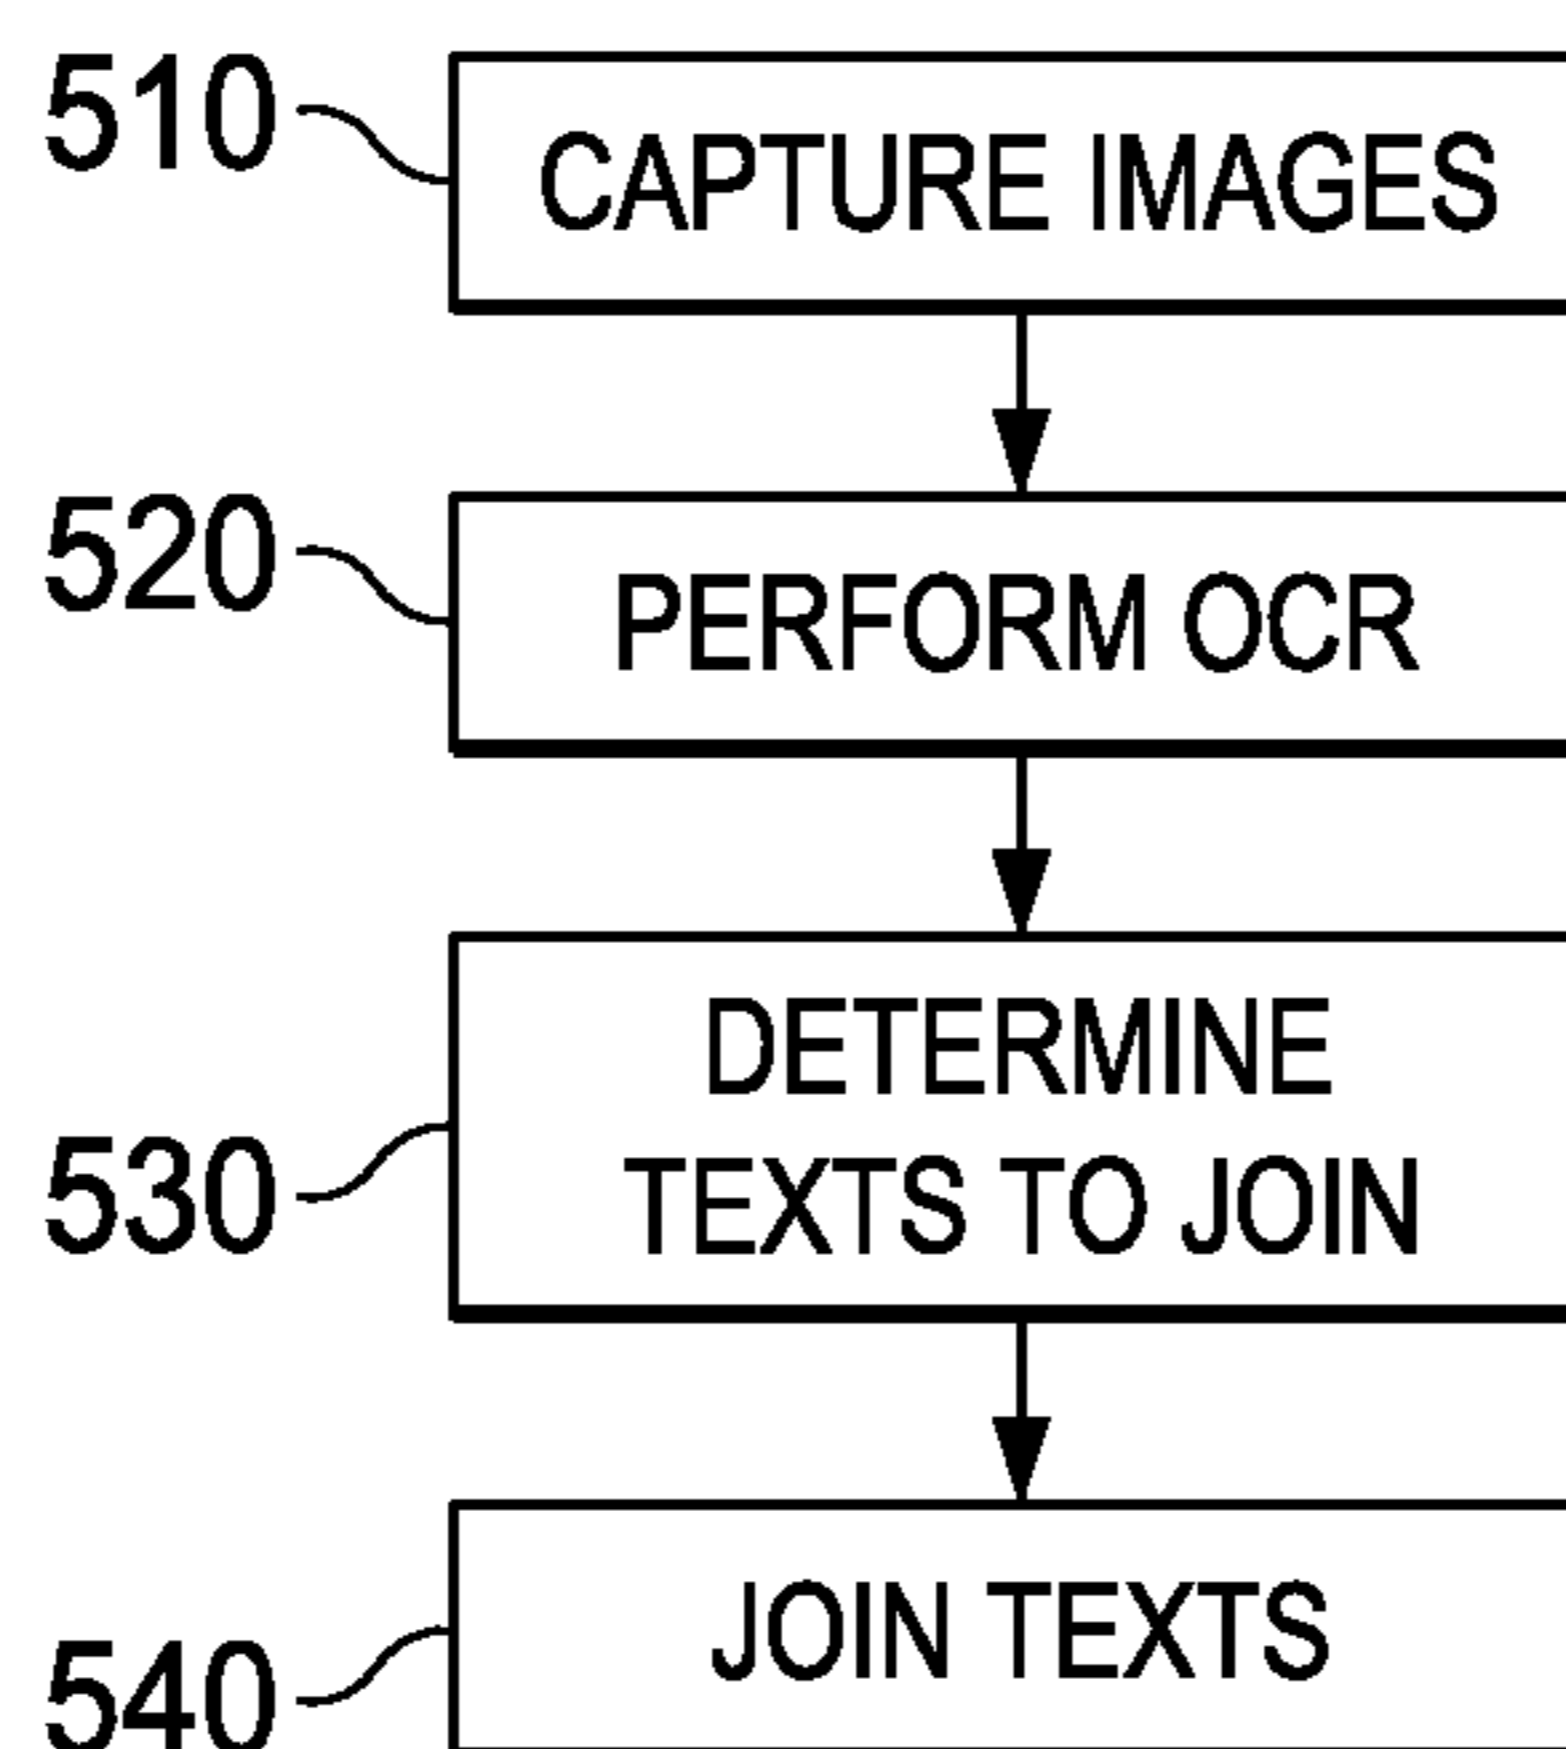 510
CAPTURE IMAGES
520
PERFORM OCR
DETERMINE
530
TEXTS TO JOIN
540
JOIN TEXTS